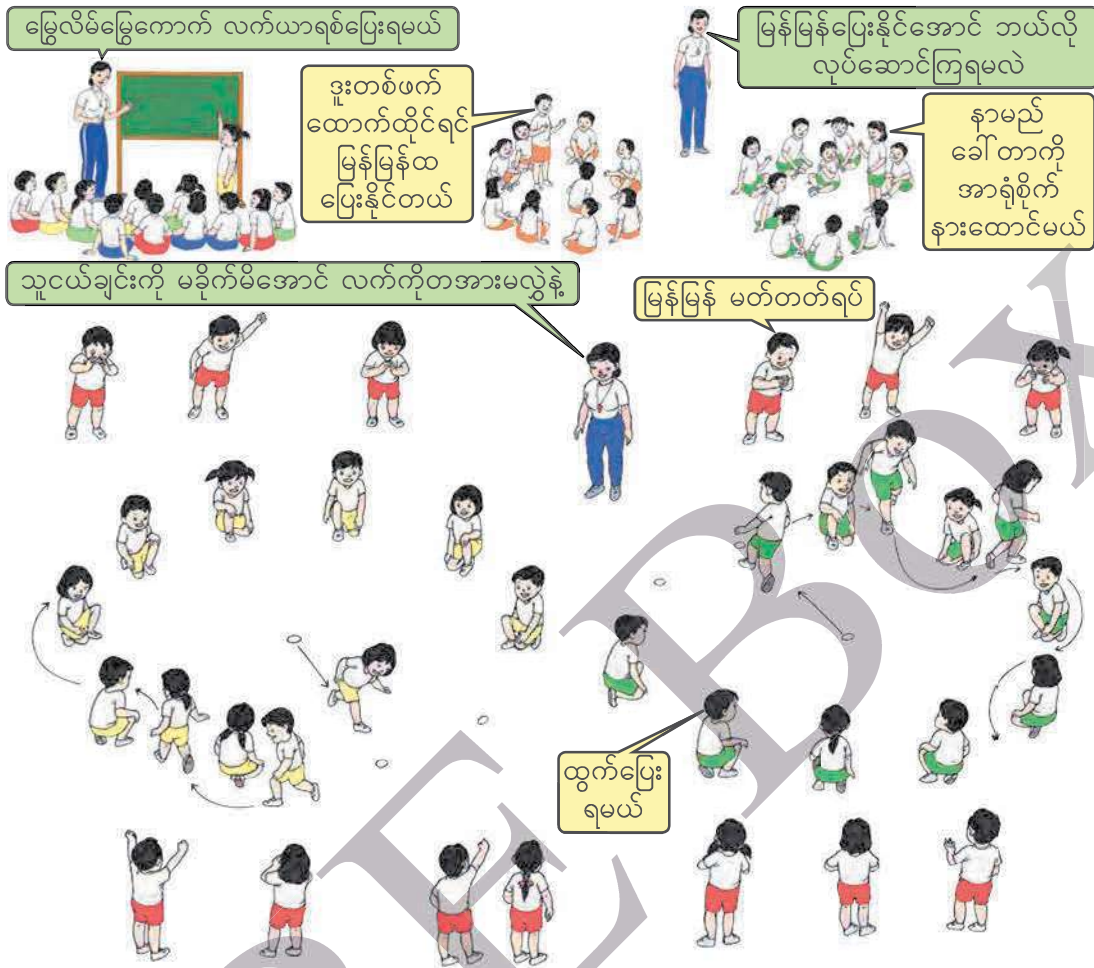 မြွေလိမ်မြွေကောက် လက်ယာရစ်ပြေးရမယ်
ဒူးတစ်ဖက်
ထောက်ထိုင်ရင်
မြန်မြန်ထ
ပြေးနိုင်တယ်
မြန်မြန်ပြေးနိုင်အောင် ဘယ်လို
လုပ်ဆောင်ကြရမလဲ
နာမည်
ခေါ်တာကို
အာရုံစိုက်
နားထောင်မယ်
သူငယ်ချင်းကို မခိုက်မိအောင် လက်ကိုတအားမလွှဲနဲ့
မြန်မြန် မတ်တတ်ရပ်
ထွက်ပြေး
ရမယ်
E BOX